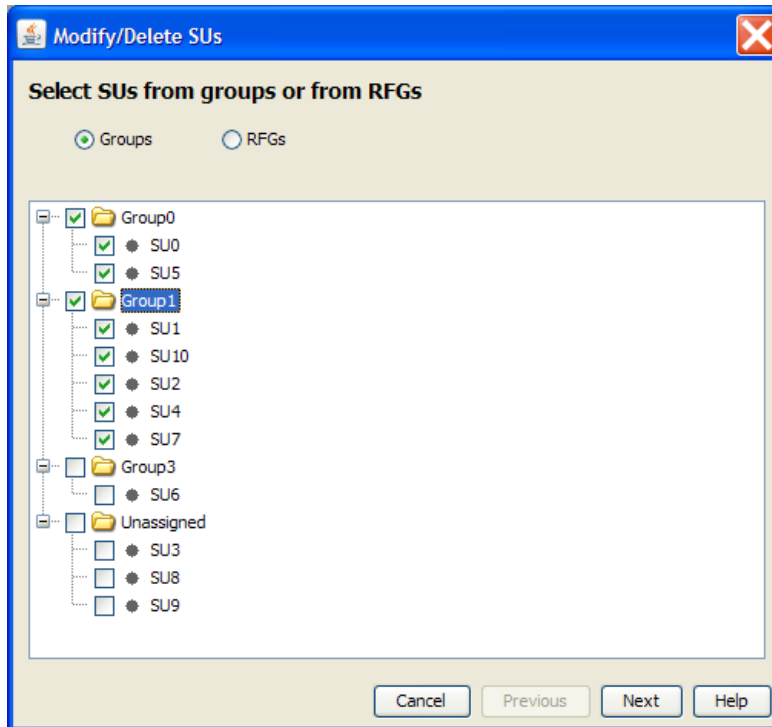 Modify/Delete SUs
Select SUs from groups or from RFGs
Groups RFGs
Group0
SU0
SU5
Group1
SU1
SU10
SU2
SU4
SU7
Group3
SU6
Unassigned
SU3
SU8
SU9
Cancel Previous Next Help